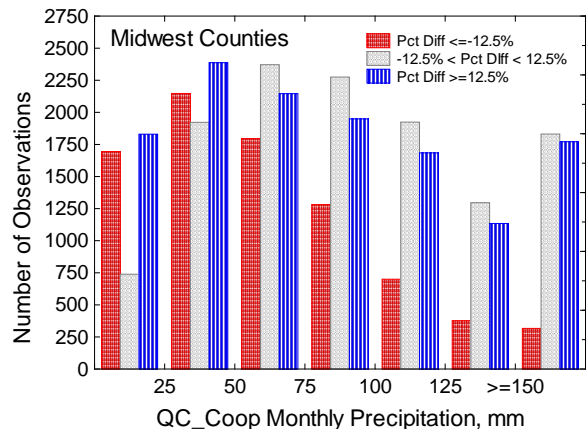 Midwest Counties
Pct Diff <=-12.5%
-12.5% < Pct DIff < 12.5%
Pct Diff >=12.5%
Number of Observations
2750
2500
2250
2000
1750
1500
1250
1000
750
500
250
0
25 50 75 100 125 >=150
QC_Coop Monthly Precipitation, mm